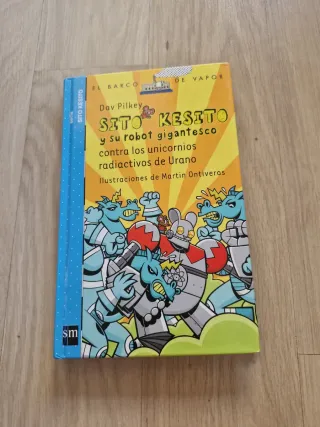 EL BARCO DE VAPOR
Dav Pilkey
SITO KESITO
y su robot gigantesco
contra los unicornios
radiactivos de Urano
Ilustraciones de Martin Ontiveros
sm